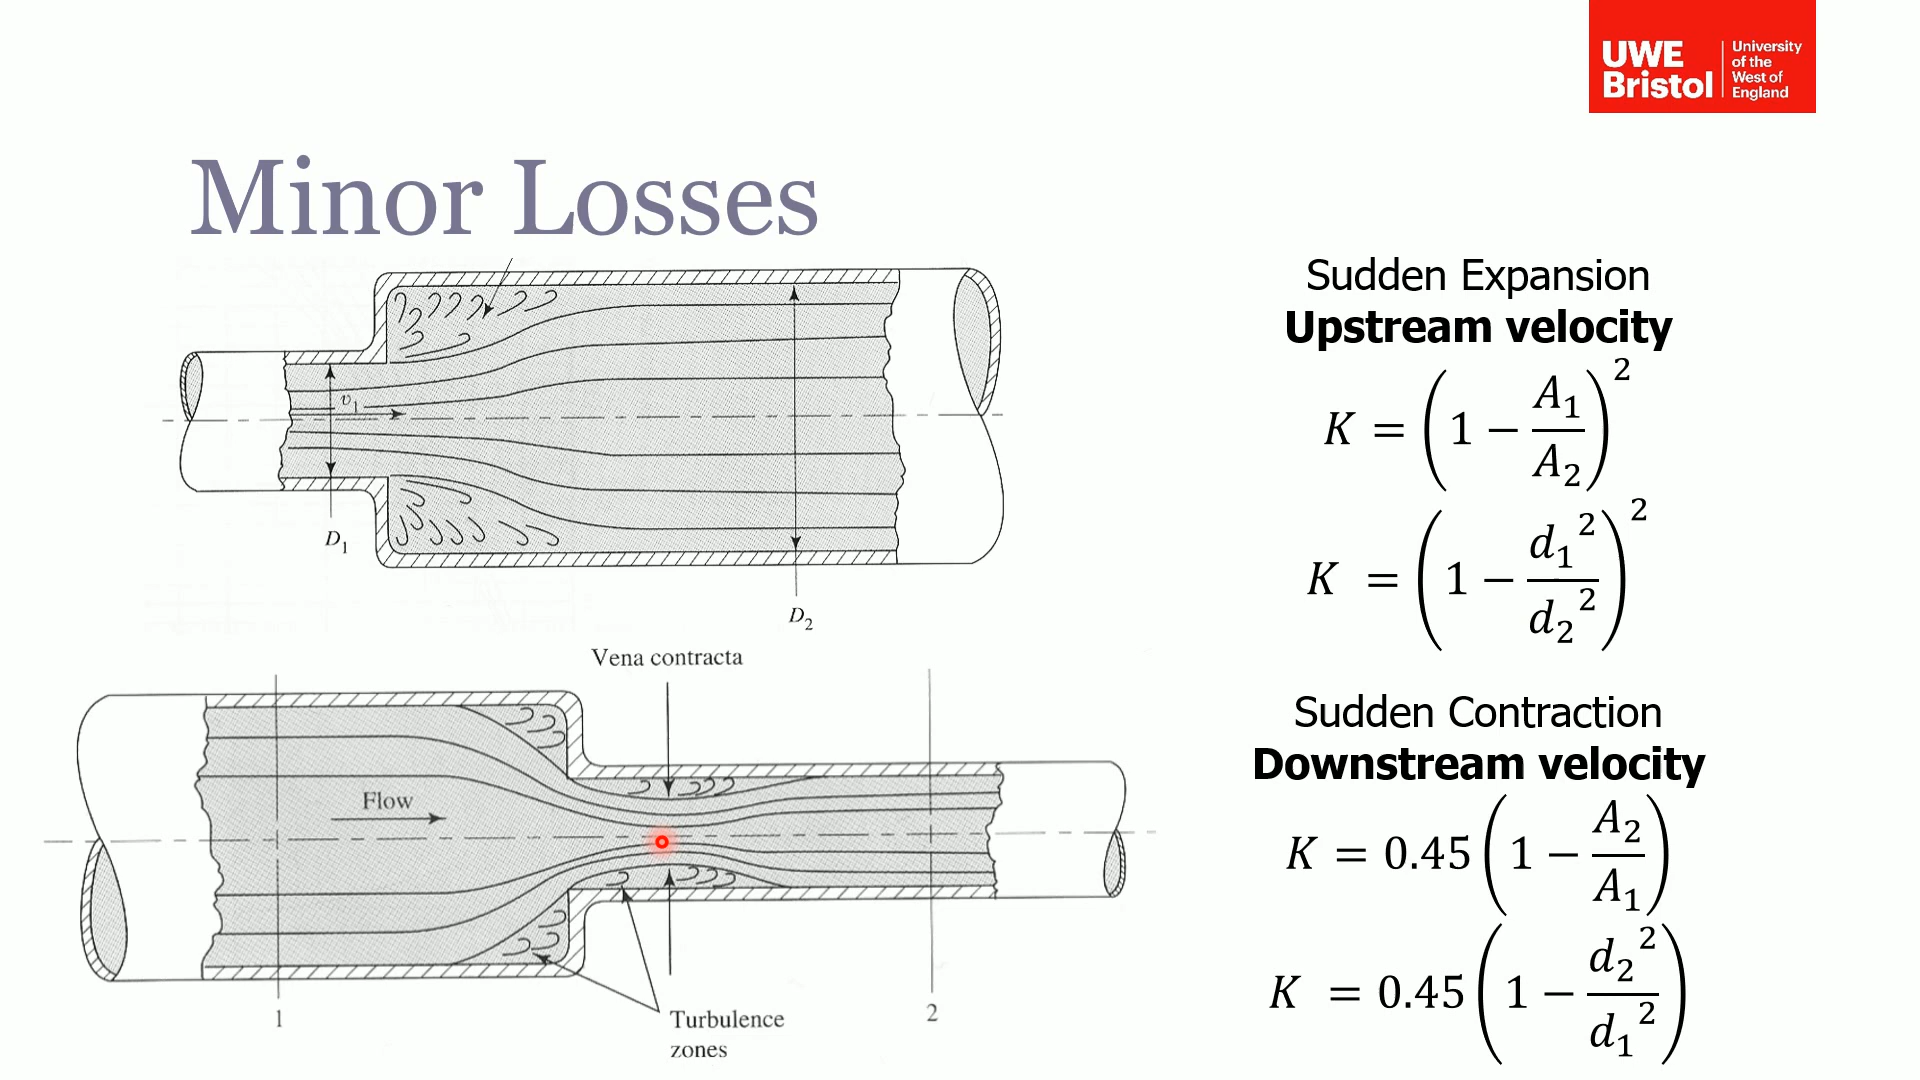 UWE
Bristol
University
of the
West of
England
Minor Losses
v₁
D₁
D₂
Vena contracta
Flow
1
2
Turbulence
zones
Sudden Expansion
Upstream velocity
K = (1 − A₁/A₂)²
K = (1 − d₁²/d₂²)²
Sudden Contraction
Downstream velocity
K = 0.45(1 − A₂/A₁)
K = 0.45(1 − d₂²/d₁²)